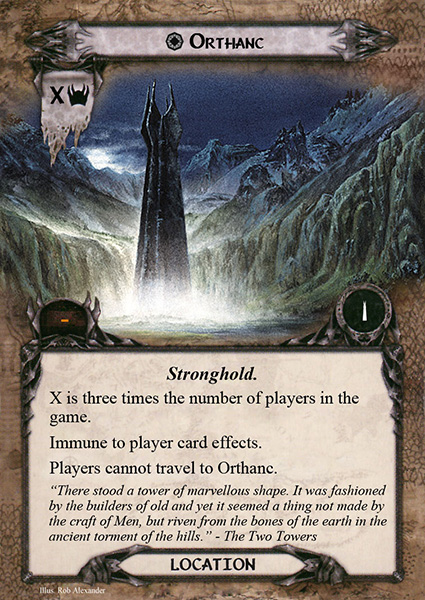 Orthanc
X
-
Stronghold.
X is three times the number of players in the
game.
Immune to player card effects.
Players cannot travel to Orthanc.
“There stood a tower of marvellous shape. It was fashioned
by the builders of old and yet it seemed a thing not made by
the craft of Men, but riven from the bones of the earth in the
ancient torment of the hills.” - The Two Towers
LOCATION
Illus. Rob Alexander